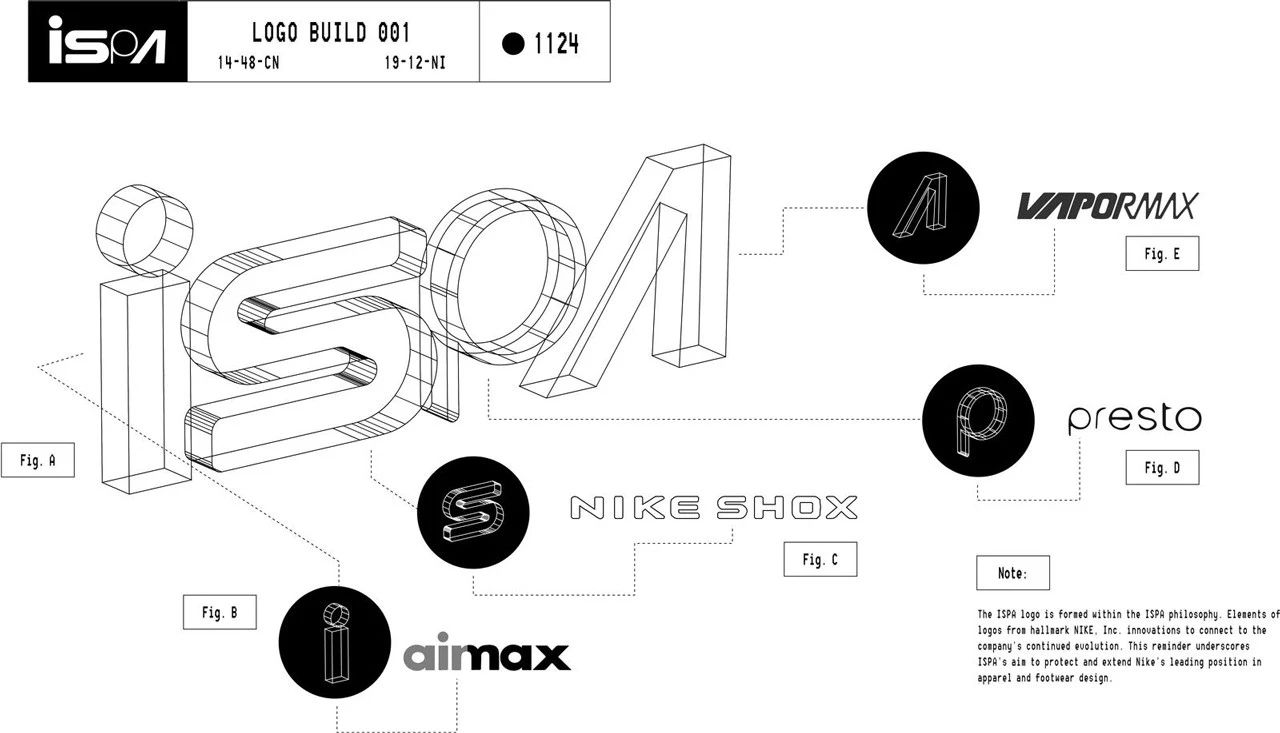 iSPA
LOGO BUILD 001
14-48-CN 19-12-NI
1124
iSPA
VAPORMAX
Fig. E
presto
Fig. D
Fig. A
NIKE SHOX
Fig. C
Fig. B
airmax
Note:
The ISPA logo is formed within the ISPA philosophy. Elements of
logos from hallmark NIKE, Inc. innovations to connect to the
company's continued evolution. This reminder underscores
ISPA's aim to protect and extend Nike's leading position in
apparel and footwear design.
A
P
S
i